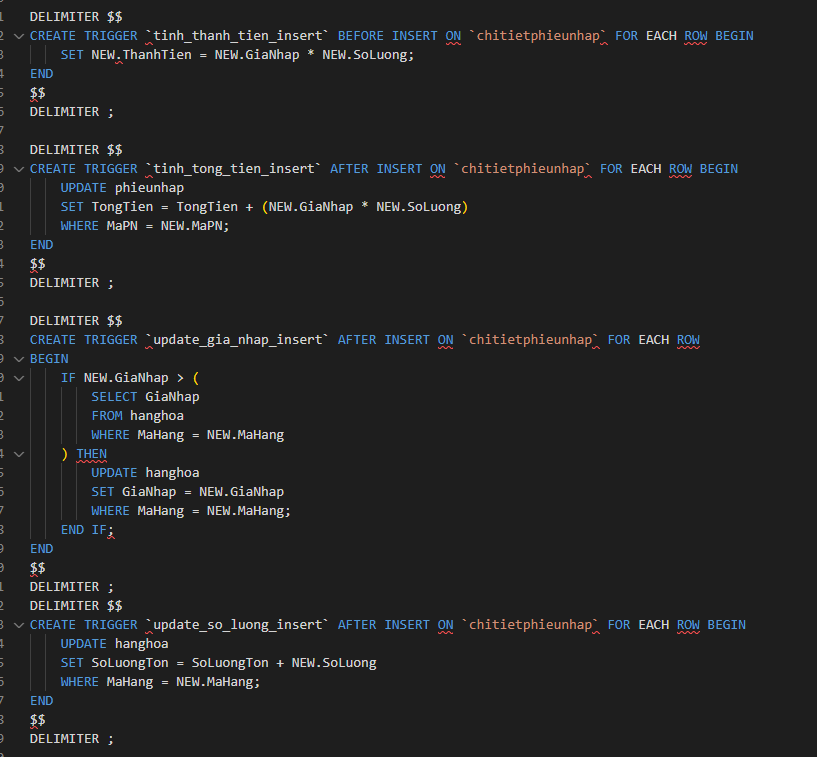 DELIMITER $$
CREATE TRIGGER `tinh_thanh_tien_insert` BEFORE INSERT ON `chitietphieunhap` FOR EACH ROW BEGIN
    SET NEW.ThanhTien = NEW.GiaNhap * NEW.SoLuong;
END
$$
DELIMITER ;

DELIMITER $$
CREATE TRIGGER `tinh_tong_tien_insert` AFTER INSERT ON `chitietphieunhap` FOR EACH ROW BEGIN
    UPDATE phieunhap
    SET TongTien = TongTien + (NEW.GiaNhap * NEW.SoLuong)
    WHERE MaPN = NEW.MaPN;
END
$$
DELIMITER ;

DELIMITER $$
CREATE TRIGGER `update_gia_nhap_insert` AFTER INSERT ON `chitietphieunhap` FOR EACH ROW
BEGIN
    IF NEW.GiaNhap > (
        SELECT GiaNhap
        FROM hanghoa
        WHERE MaHang = NEW.MaHang
    ) THEN
        UPDATE hanghoa
        SET GiaNhap = NEW.GiaNhap
        WHERE MaHang = NEW.MaHang;
    END IF;
END
$$
DELIMITER ;
DELIMITER $$
CREATE TRIGGER `update_so_luong_insert` AFTER INSERT ON `chitietphieunhap` FOR EACH ROW BEGIN
    UPDATE hanghoa
    SET SoLuongTon = SoLuongTon + NEW.SoLuong
    WHERE MaHang = NEW.MaHang;
END
$$
DELIMITER ;